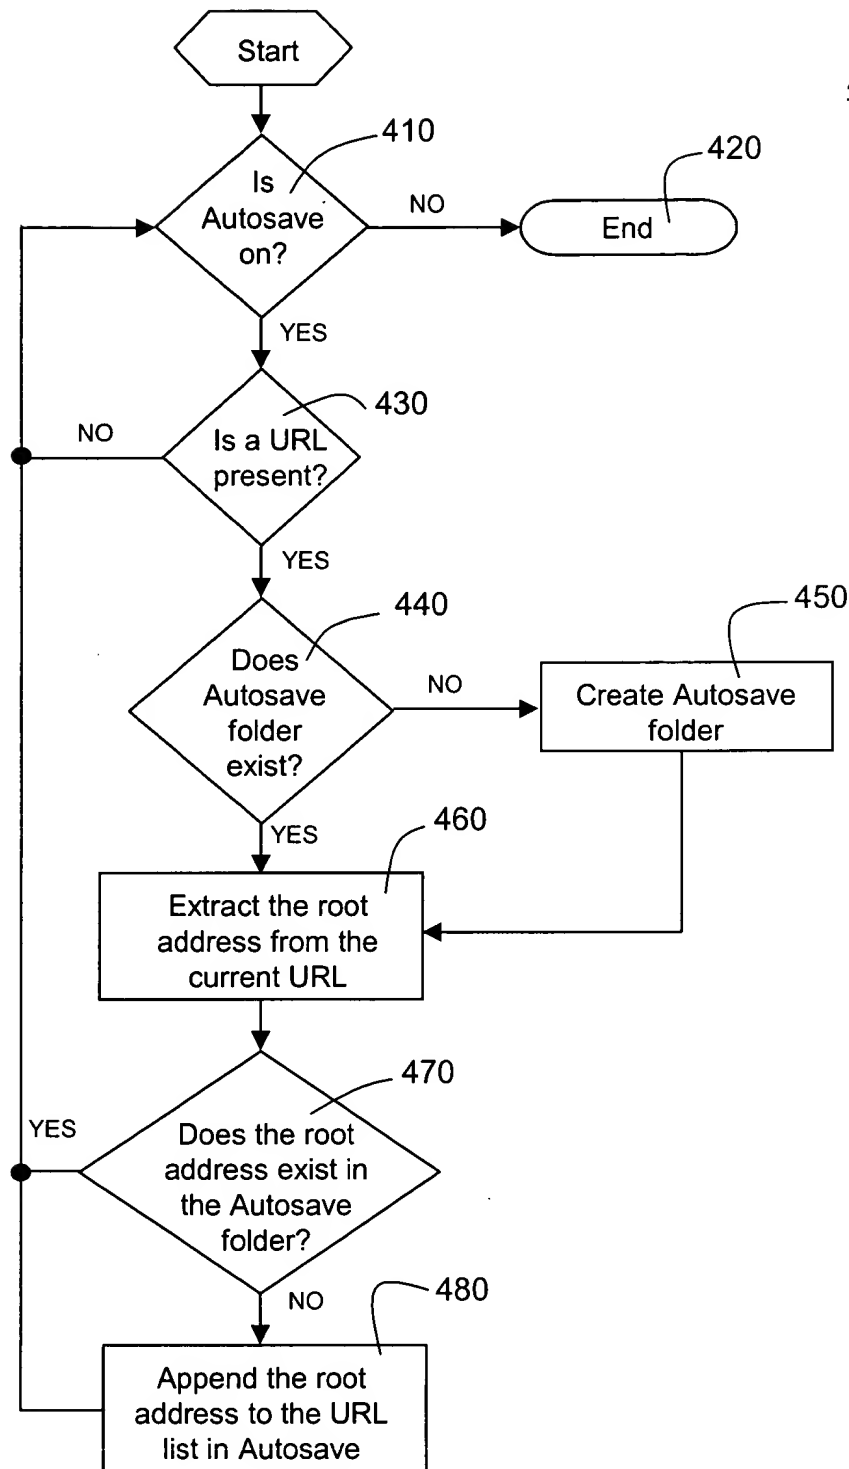 Start
410
Is
Autosave
on?
NO
420
End
YES
430
Is a URL
present?
NO
YES
440
Does
Autosave
folder
exist?
NO
450
Create Autosave
folder
YES
460
Extract the root
address from the
current URL
470
Does the root
address exist in
the Autosave
folder?
YES
NO
480
Append the root
address to the URL
list in Autosave